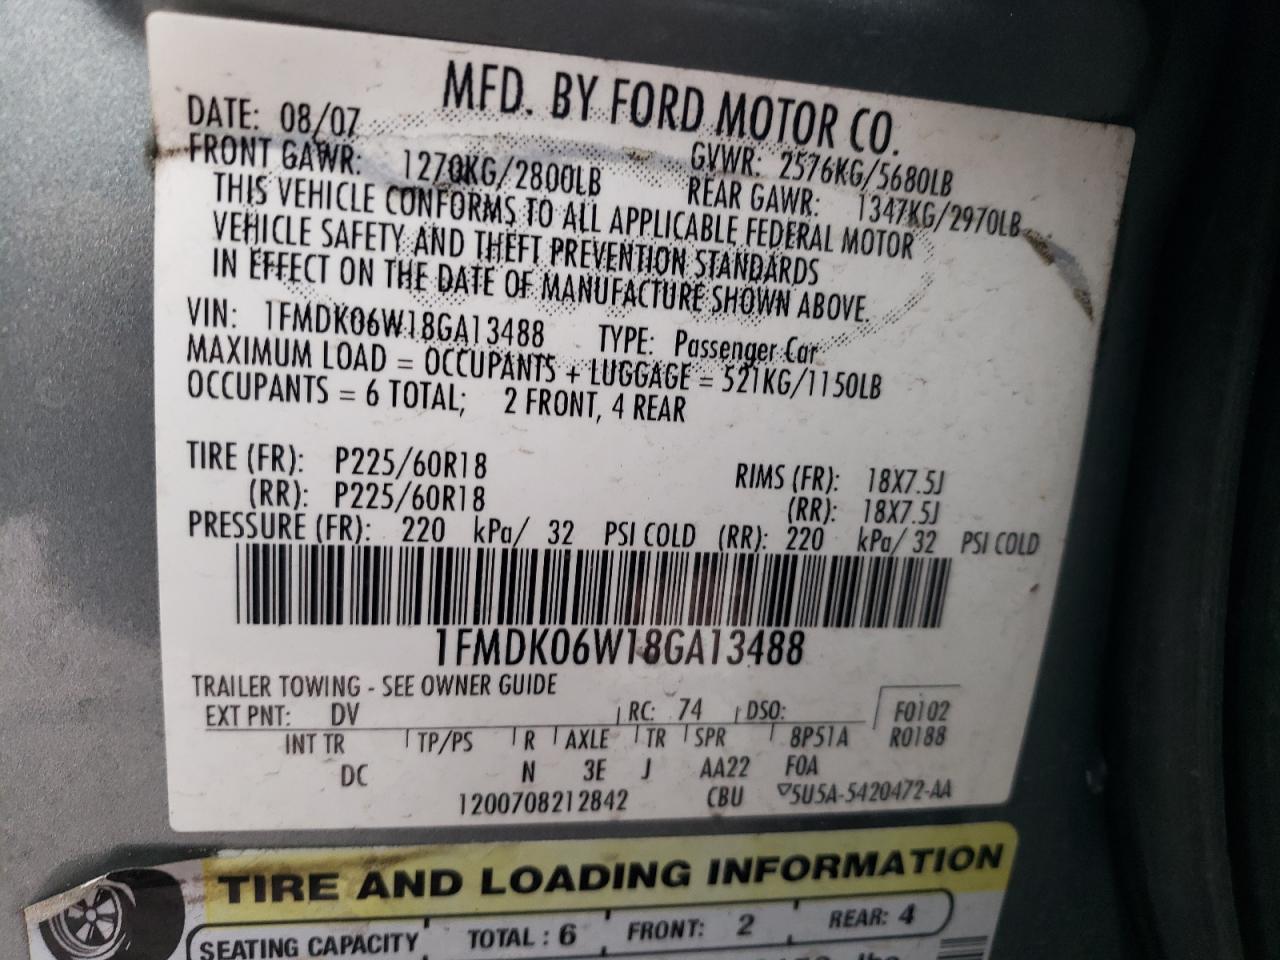 MFD. BY FORD MOTOR CO.
DATE: 08/07 GVWR: 2576KG/5680LB
FRONT GAWR: 1270KG/2800LB REAR GAWR: 1347KG/2970LB
THIS VEHICLE CONFORMS TO ALL APPLICABLE FEDERAL MOTOR
VEHICLE SAFETY AND THEFT PREVENTION STANDARDS
IN EFFECT ON THE DATE OF MANUFACTURE SHOWN ABOVE.
VIN: 1FMDK06W18GA13488 TYPE: Passenger Car
MAXIMUM LOAD = OCCUPANTS + LUGGAGE = 521KG/1150LB
OCCUPANTS = 6 TOTAL; 2 FRONT, 4 REAR
TIRE (FR): P225/60R18 RIMS (FR): 18X7.5J
(RR): P225/60R18 (RR): 18X7.5J
PRESSURE (FR): 220 kPa/ 32 PSI COLD (RR): 220 kPa/ 32 PSI COLD
1FMDK06W18GA13488
TRAILER TOWING - SEE OWNER GUIDE
EXT PNT: DV RC: 74 DSO: F0102
INT TR TP/PS R AXLE TR SPR 8P51A R0188
DC N 3E J AA22 F0A
1200708212842 CBU ▽5U5A-5420472-AA
TIRE AND LOADING INFORMATION
SEATING CAPACITY TOTAL : 6 FRONT: 2 REAR: 4